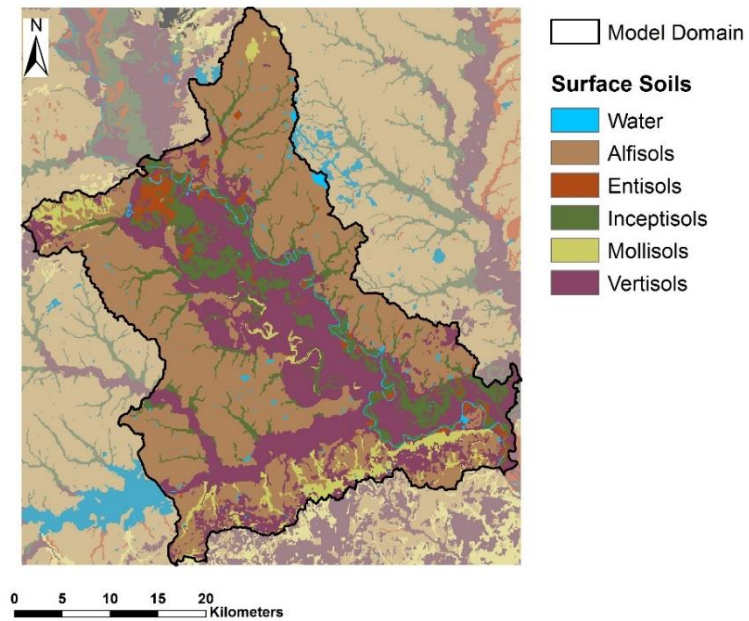 N
Model Domain
Surface Soils
Water
Alfisols
Entisols
Inceptisols
Mollisols
Vertisols
0 5 10 15 20
Kilometers